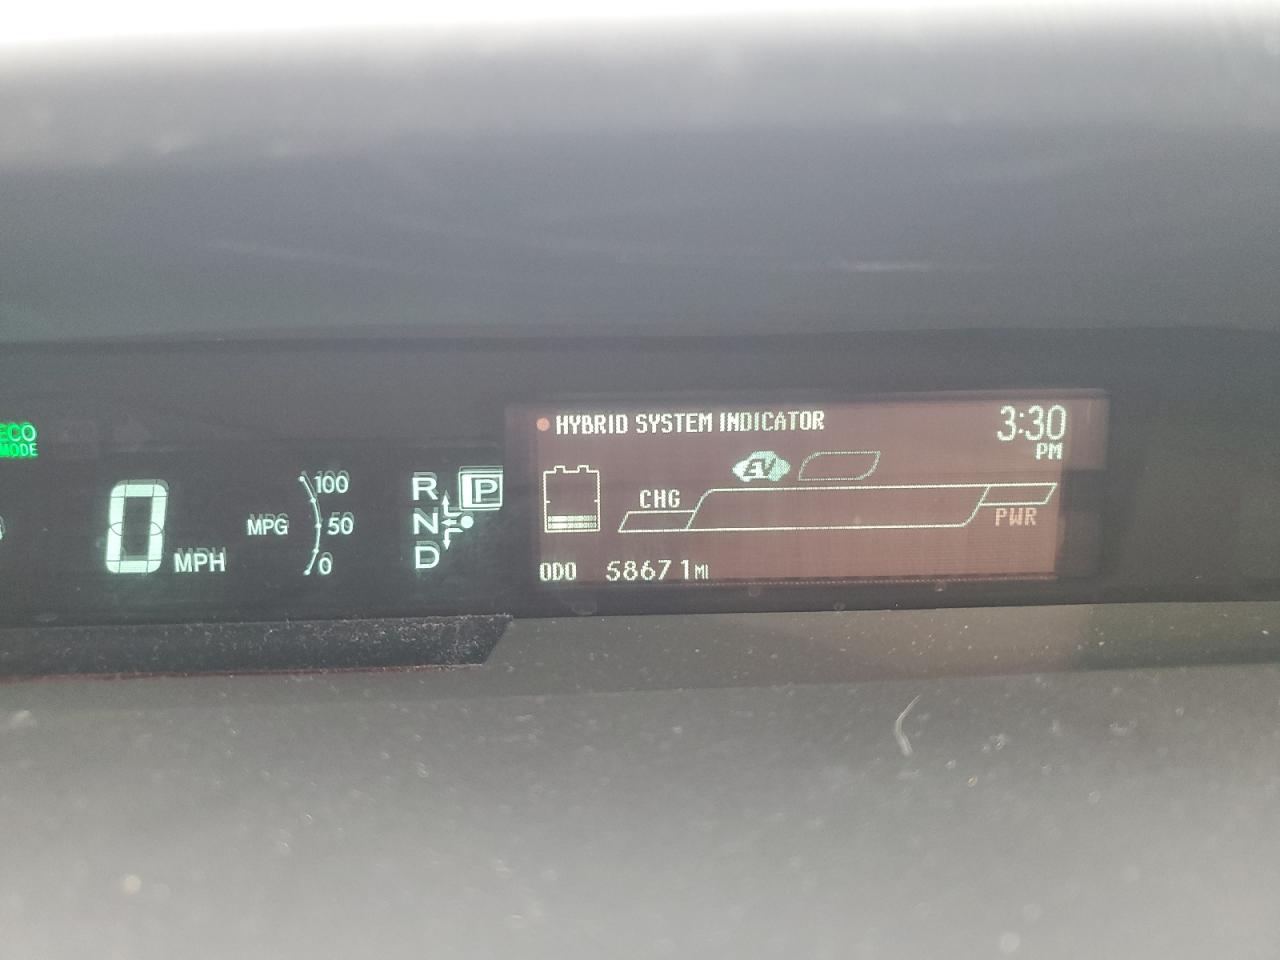 HYBRID SYSTEM INDICATOR
3:30
PM
ECO
MODE
EV
100
R
P
CHG
0
MPG
50
N
PWR
MPH
0
D
ODO 58671 MI